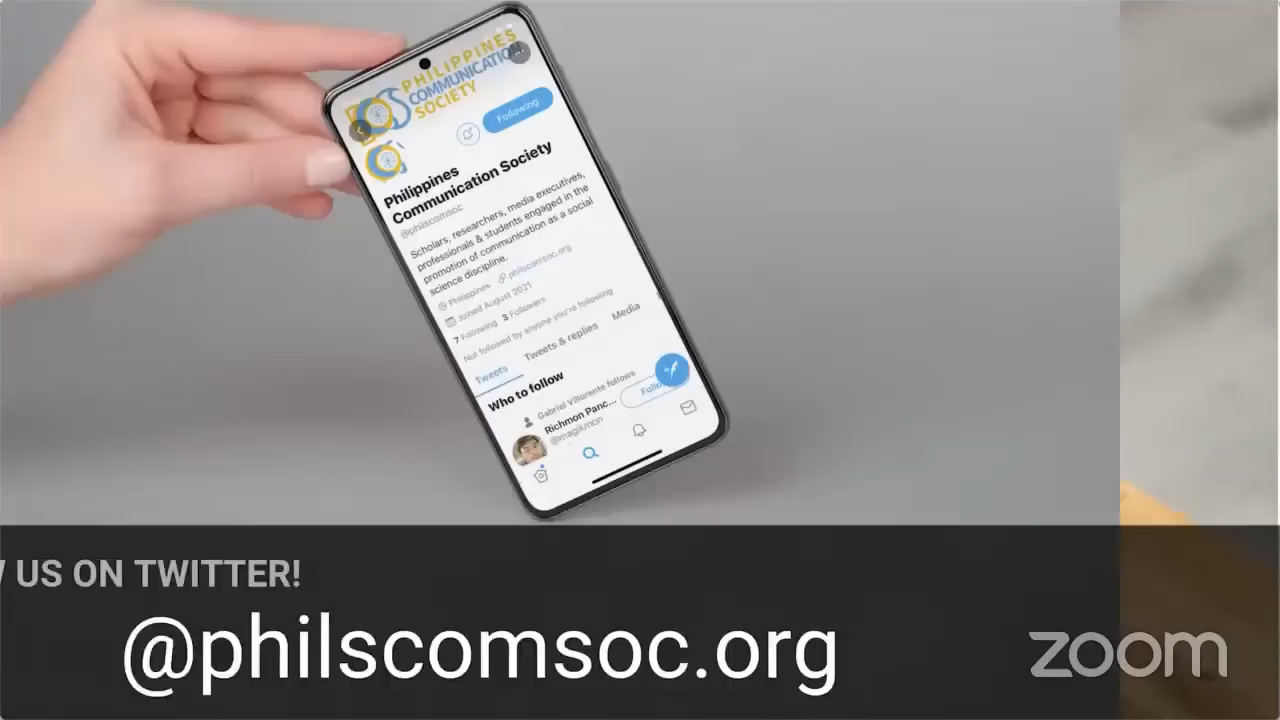 PHILIPPINES
COMMUNICATION
SOCIETY
Following
Philippines
Communication Society
@philscomsoc
Scholars, researchers, media executives,
professionals & students engaged in the
promotion of communication as a social
science discipline.
Philippines philscomsoc.org
Joined August 2021
7 Following 3 Followers
Not followed by anyone you're following
Tweets Tweets & replies Media
Who to follow
Gabriel Villorente follows
Richmon Panc...
@magikmon
US ON TWITTER!
@philscomsoc.org
zoom